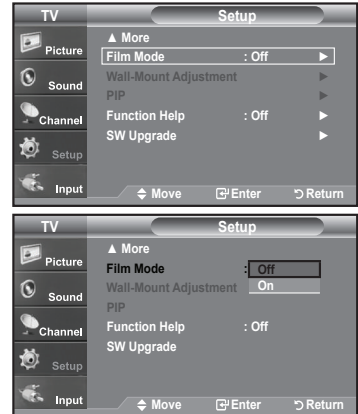 TV Setup
▲ More
Picture
Film Mode : Off ►
Wall-Mount Adjustment ►
Sound
PIP ►
Channel
Function Help : Off ►
SW Upgrade ►
Setup
Input
Move Enter Return
TV Setup
▲ More
Picture
Film Mode : Off
Wall-Mount Adjustment On
Sound
PIP
Channel
Function Help : Off
SW Upgrade
Setup
Input
Move Enter Return